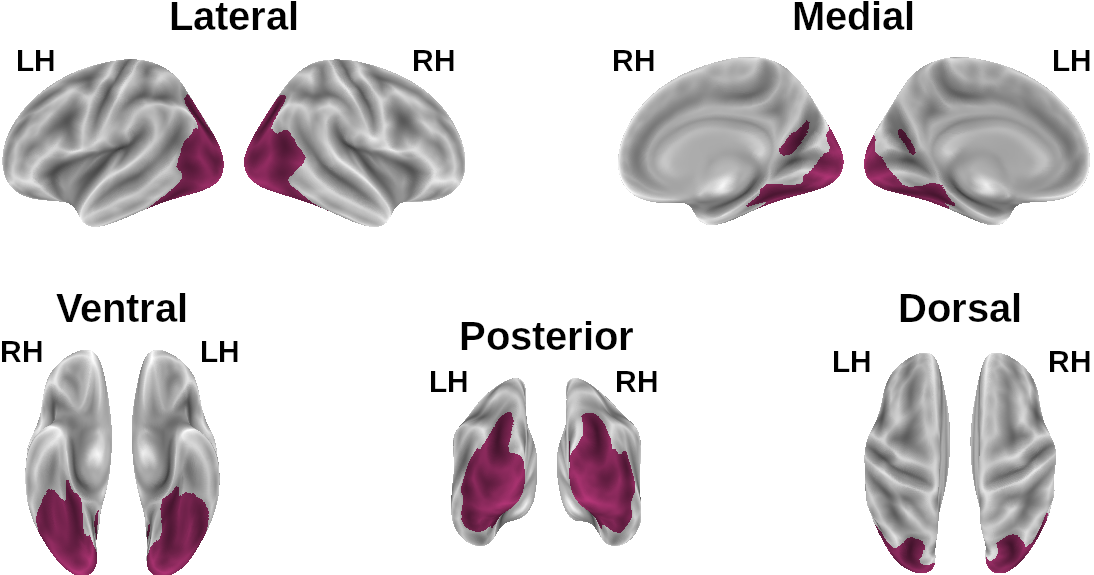 Lateral
Medial
LH
RH
RH
LH
Ventral
Posterior
Dorsal
RH
LH
LH
RH
LH
RH